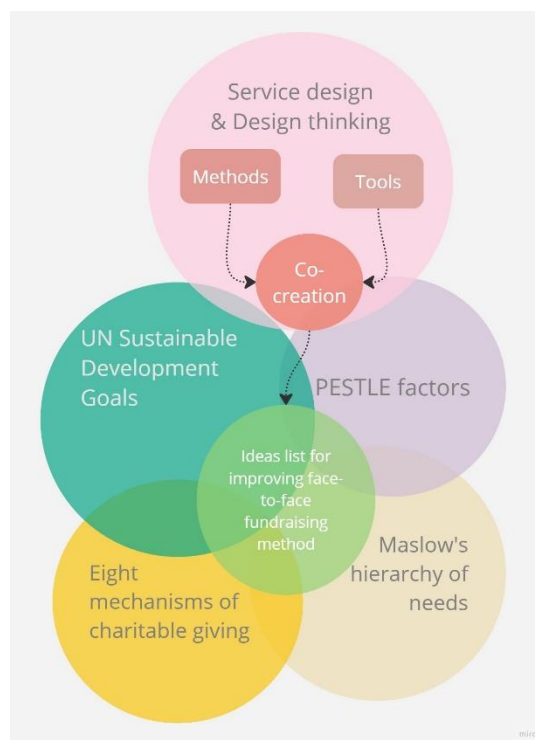 Service design
& Design thinking
Methods
Tools
Co-
creation
UN Sustainable
Development
Goals
PESTLE factors
Ideas list for
improving face-
to-face
fundraising
method
Maslow's
hierarchy of
needs
Eight
mechanisms of
charitable giving